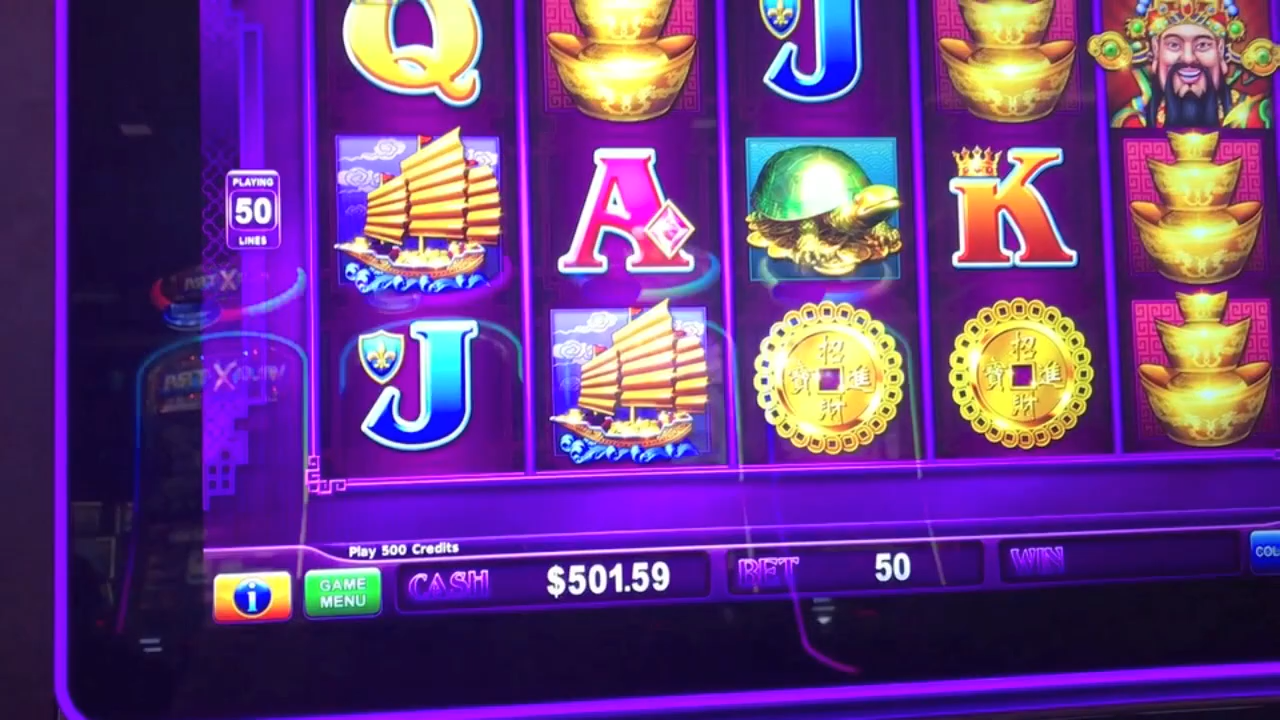 Q
J
PLAYING
50
LINES
A
K
J
招
寶 進
財
招
寶 進
財
Play 500 Credits
i
GAME
MENU
CASH $501.59
BET 50
WIN